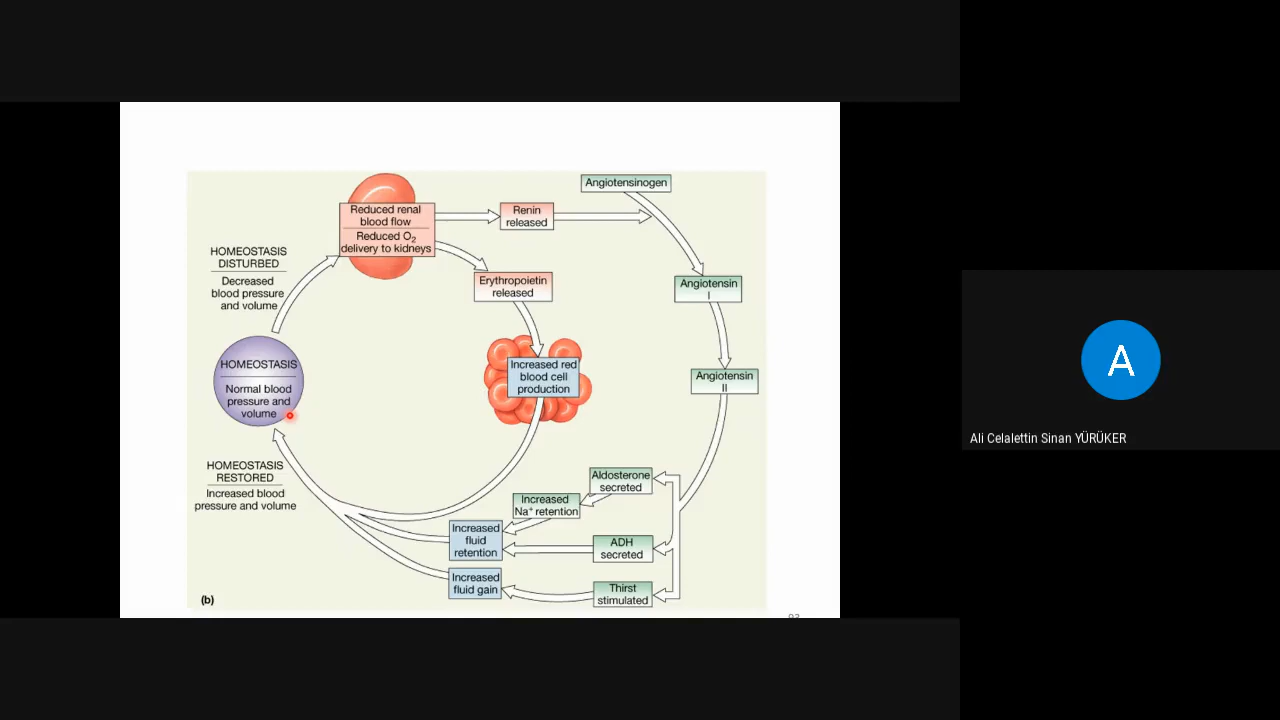 Angiotensinogen
Reduced renal
blood flow
Reduced O₂
delivery to kidneys
Renin
released
HOMEOSTASIS
DISTURBED
Decreased
blood pressure
and volume
Erythropoietin
released
Angiotensin
I
HOMEOSTASIS
Normal blood
pressure and
volume
Increased red
blood cell
production
Angiotensin
II
HOMEOSTASIS
RESTORED
Increased blood
pressure and volume
Aldosterone
secreted
Increased
Na⁺ retention
Increased
fluid
retention
ADH
secreted
Increased
fluid gain
Thirst
stimulated
(b)
A
Ali Celalettin Sinan YÜRÜKER